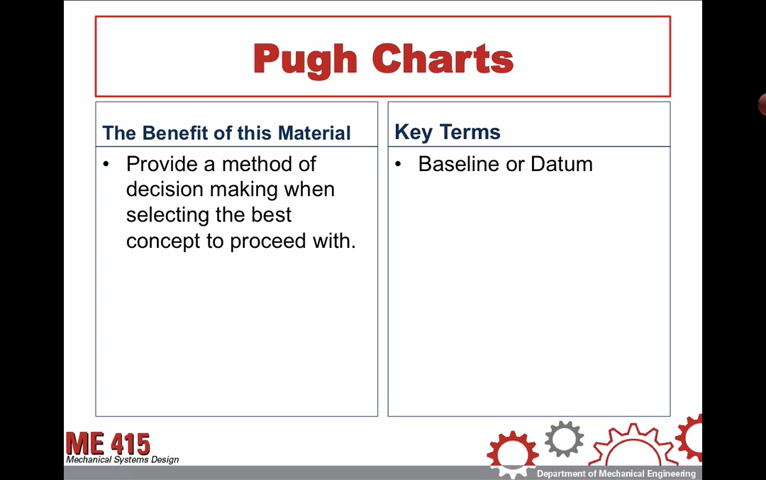 Pugh Charts
The Benefit of this Material
• Provide a method of
decision making when
selecting the best
concept to proceed with.
Key Terms
• Baseline or Datum
ME 415
Mechanical Systems Design
Department of Mechanical Engineering